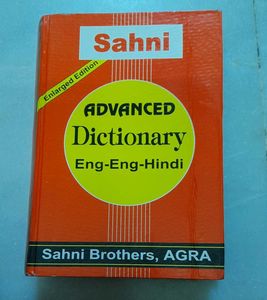 Sahni
Enlarged Edition
ADVANCED
Dictionary
Eng-Eng-Hindi
Sahni Brothers, AGRA